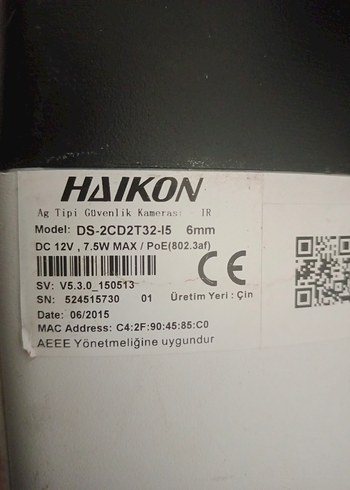 HAIKON
Ag Tipi Güvenlik Kamerası IR
Model: DS-2CD2T32-I5 6mm
DC 12V , 7.5W MAX / PoE(802.3af)
CE
SV: V5.3.0_150513
SN: 524515730 01 Üretim Yeri : Çin
Date: 06/2015
MAC Address: C4:2F:90:45:85:C0
AEEE Yönetmeliğine uygundur